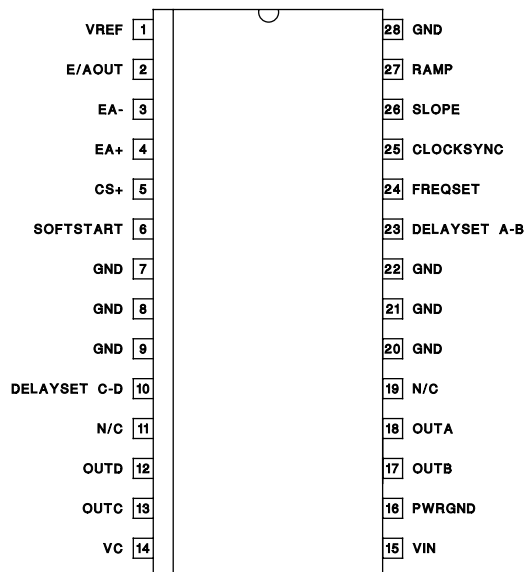 VREF 1 28 GND
E/AOUT 2 27 RAMP
EA- 3 26 SLOPE
EA+ 4 25 CLOCKSYNC
CS+ 5 24 FREQSET
SOFTSTART 6 23 DELAYSET A-B
GND 7 22 GND
GND 8 21 GND
GND 9 20 GND
DELAYSET C-D 10 19 N/C
N/C 11 18 OUTA
OUTD 12 17 OUTB
OUTC 13 16 PWRGND
VC 14 15 VIN